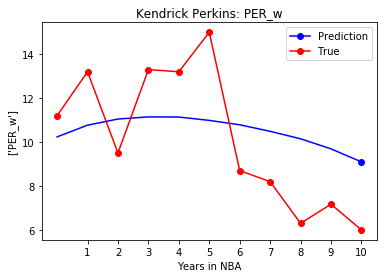 Kendrick Perkins: PER_w
Prediction
True
['PER_w']
14
12
10
8
6
1 2 3 4 5 6 7 8 9 10
Years in NBA